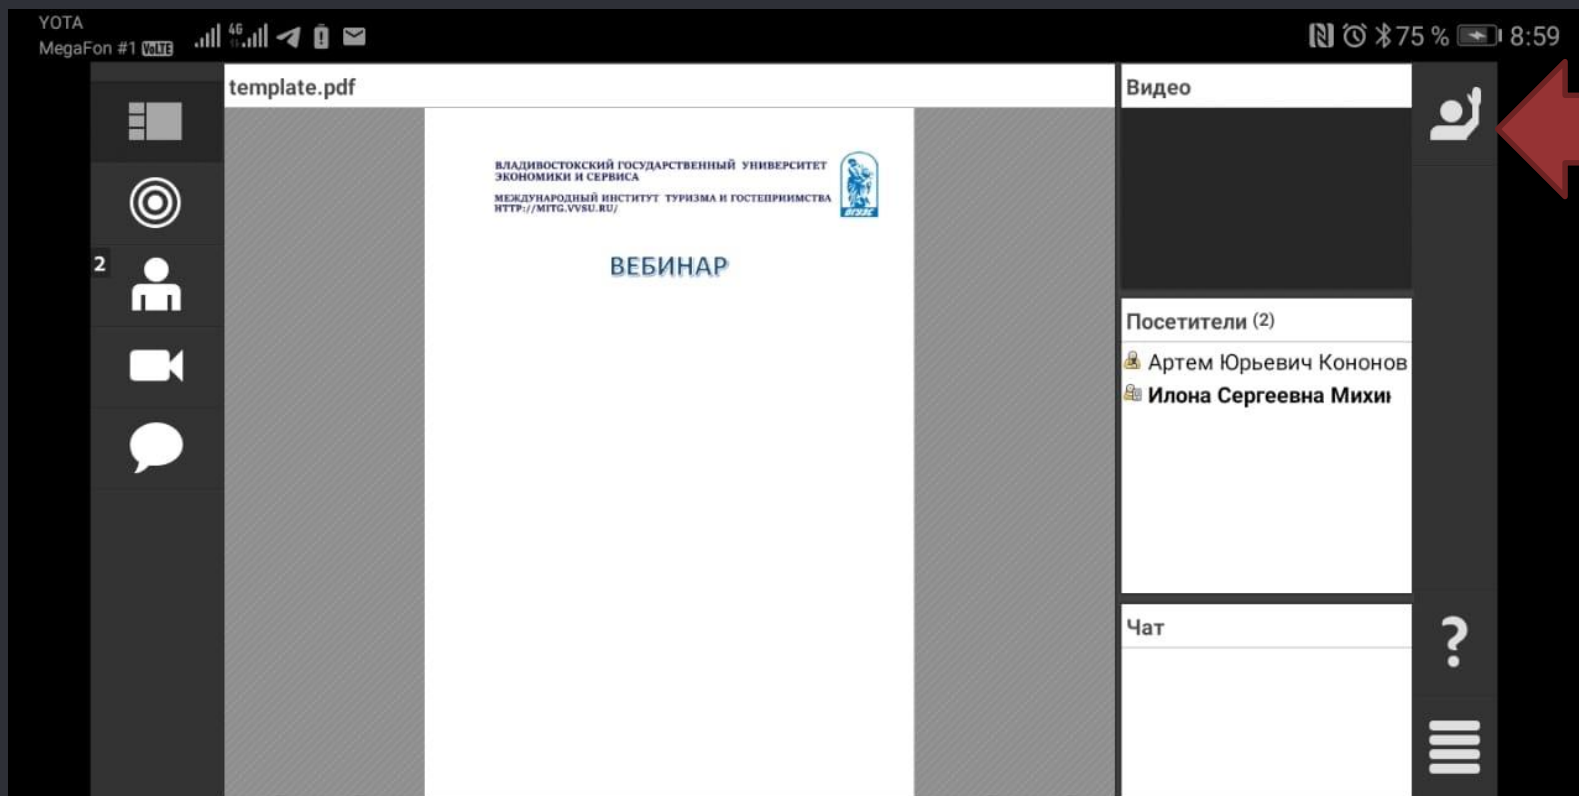 YOTA
MegaFon #1 VoLTE
4G
75 % 8:59
template.pdf
ВЛАДИВОСТОКСКИЙ ГОСУДАРСТВЕННЫЙ УНИВЕРСИТЕТ
ЭКОНОМИКИ И СЕРВИСА
МЕЖДУНАРОДНЫЙ ИНСТИТУТ ТУРИЗМА И ГОСТЕПРИИМСТВА
HTTP://MITG.VVSU.RU/
ВГУЭС
ВЕБИНАР
2
Видео
Посетители (2)
Артем Юрьевич Кононов
Илона Сергеевна
Чат
?